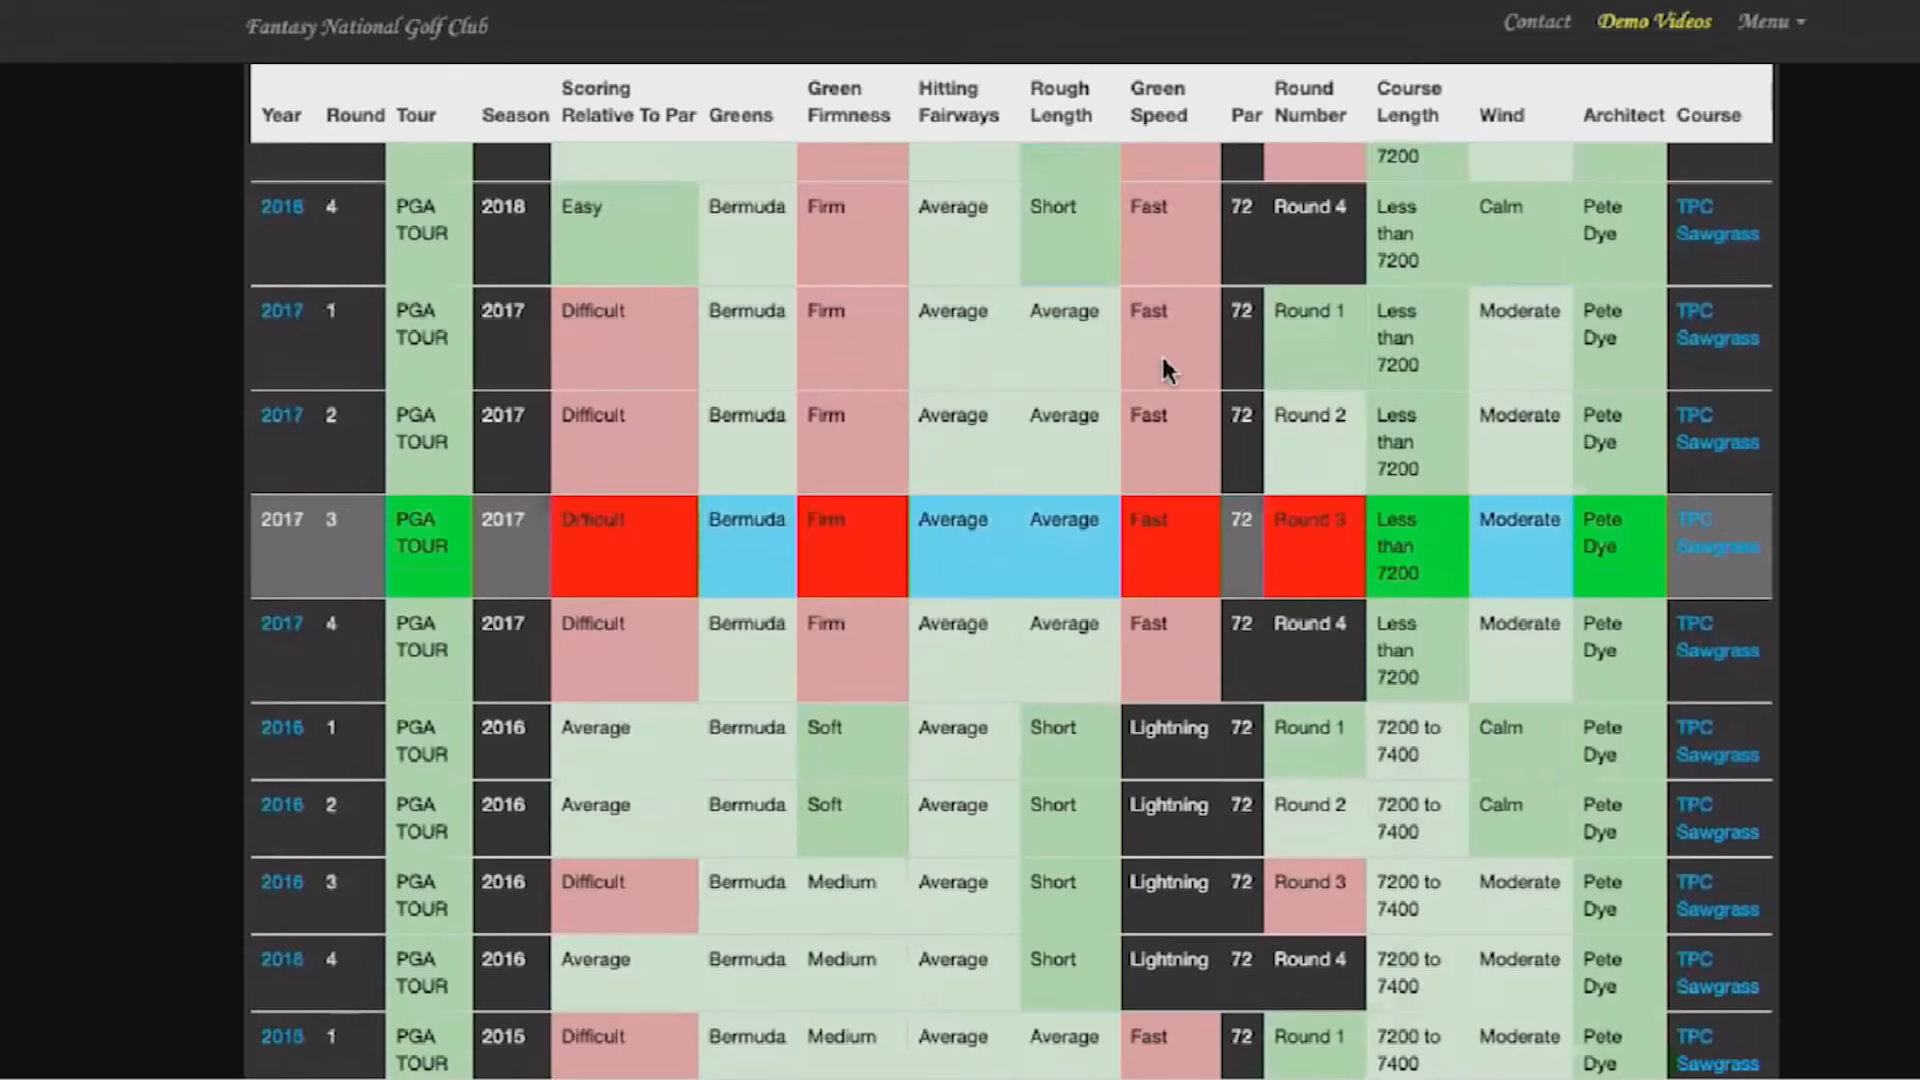 Fantasy National Golf Club
Contact Demo Videos Menu
Scoring Green Hitting Rough Green Round Course
Year Round Tour Season Relative To Par Greens Firmness Fairways Length Speed Par Number Length Wind Architect Course
7200
2018 4 PGA 2018 Easy Bermuda Firm Average Short Fast 72 Round 4 Less Calm Pete TPC
TOUR than Dye Sawgrass
7200
2017 1 PGA 2017 Difficult Bermuda Firm Average Average Fast 72 Round 1 Less Moderate Pete TPC
TOUR than Dye Sawgrass
7200
2017 2 PGA 2017 Difficult Bermuda Firm Average Average Fast 72 Round 2 Less Moderate Pete TPC
TOUR than Dye Sawgrass
7200
2017 3 PGA 2017 Difficult Bermuda Firm Average Average Fast 72 Round 3 Less Moderate Pete TPC
TOUR than Dye Sawgrass
7200
2017 4 PGA 2017 Difficult Bermuda Firm Average Average Fast 72 Round 4 Less Moderate Pete TPC
TOUR than Dye Sawgrass
7200
2016 1 PGA 2016 Average Bermuda Soft Average Short Lightning 72 Round 1 7200 to Calm Pete TPC
TOUR 7400 Dye Sawgrass
2016 2 PGA 2016 Average Bermuda Soft Average Short Lightning 72 Round 2 7200 to Calm Pete TPC
TOUR 7400 Dye Sawgrass
2016 3 PGA 2016 Difficult Bermuda Medium Average Short Lightning 72 Round 3 7200 to Moderate Pete TPC
TOUR 7400 Dye Sawgrass
2016 4 PGA 2016 Average Bermuda Medium Average Short Lightning 72 Round 4 7200 to Moderate Pete TPC
TOUR 7400 Dye Sawgrass
2015 1 PGA 2015 Difficult Bermuda Medium Average Average Fast 72 Round 1 7200 to Moderate Pete TPC
TOUR 7400 Dye Sawgrass